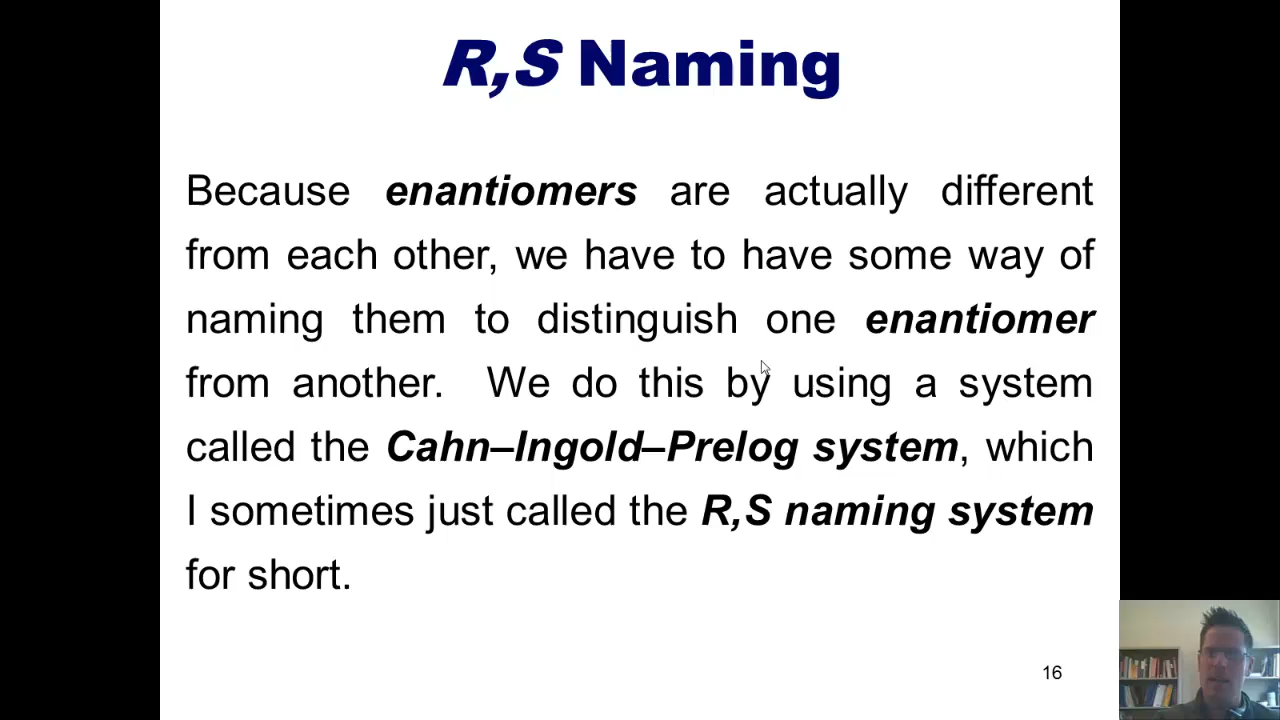 R,S Naming
Because enantiomers are actually different
from each other, we have to have some way of
naming them to distinguish one enantiomer
from another. We do this by using a system
called the Cahn–Ingold–Prelog system, which
I sometimes just called the R,S naming system
for short.
16